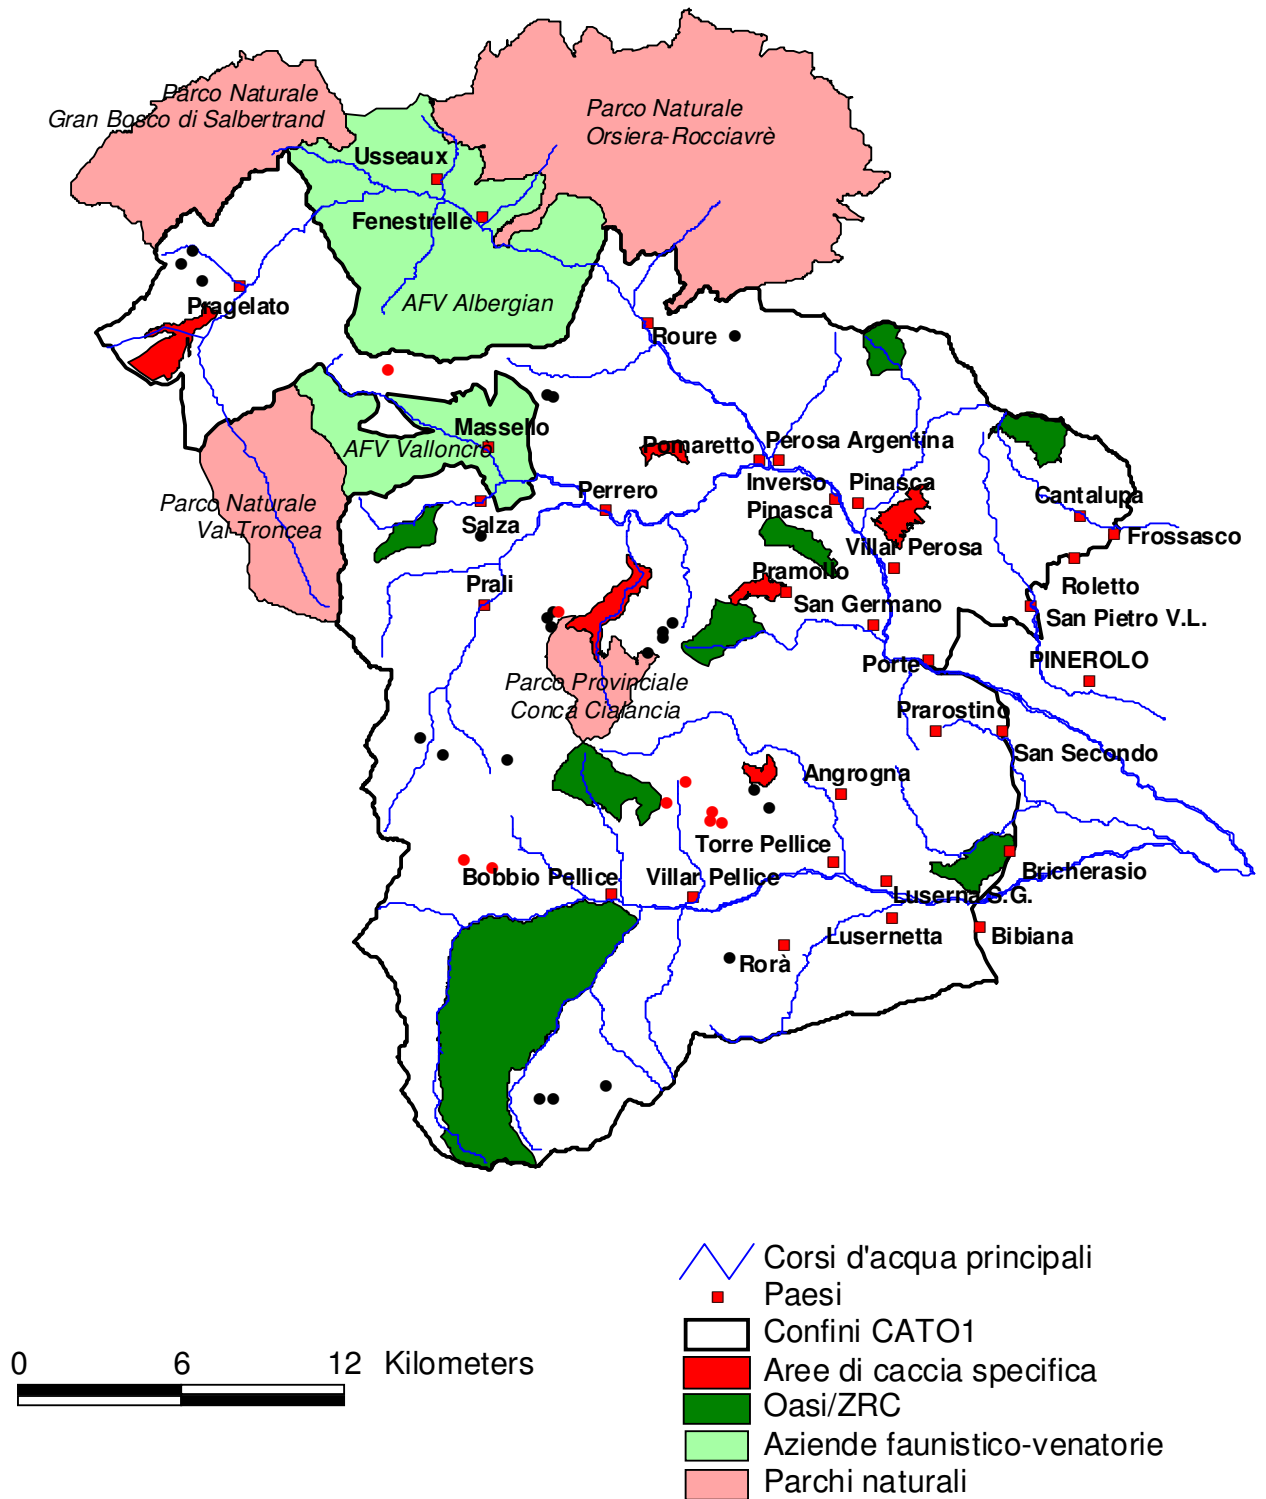 Parco Naturale
Gran Bosco di Salbertrand
Parco Naturale
Orsiera-Rocciavrè
Usseaux
Fenestrelle
AFV Albergian
Pragelato
Roure
Massello
AFV Valloncrò
Pomaretto
Perosa Argentina
Parco Naturale
Val Troncea
Salza
Perrero
Inverso
Pinasca
Pinasca
Cantalupa
Frossasco
Villar Perosa
Roletto
Prali
Pramollo
San Germano
San Pietro V.L.
Porte
PINEROLO
Parco Provinciale
Conca Cialancia
Prarostino
San Secondo
Angrogna
Torre Pellice
Bobbio Pellice
Villar Pellice
Bricherasio
Luserna S.G.
Lusernetta
Bibiana
Rorà
Corsi d'acqua principali
Paesi
Confini CATO1
Aree di caccia specifica
Oasi/ZRC
Aziende faunistico-venatorie
Parchi naturali
0 6 12 Kilometers